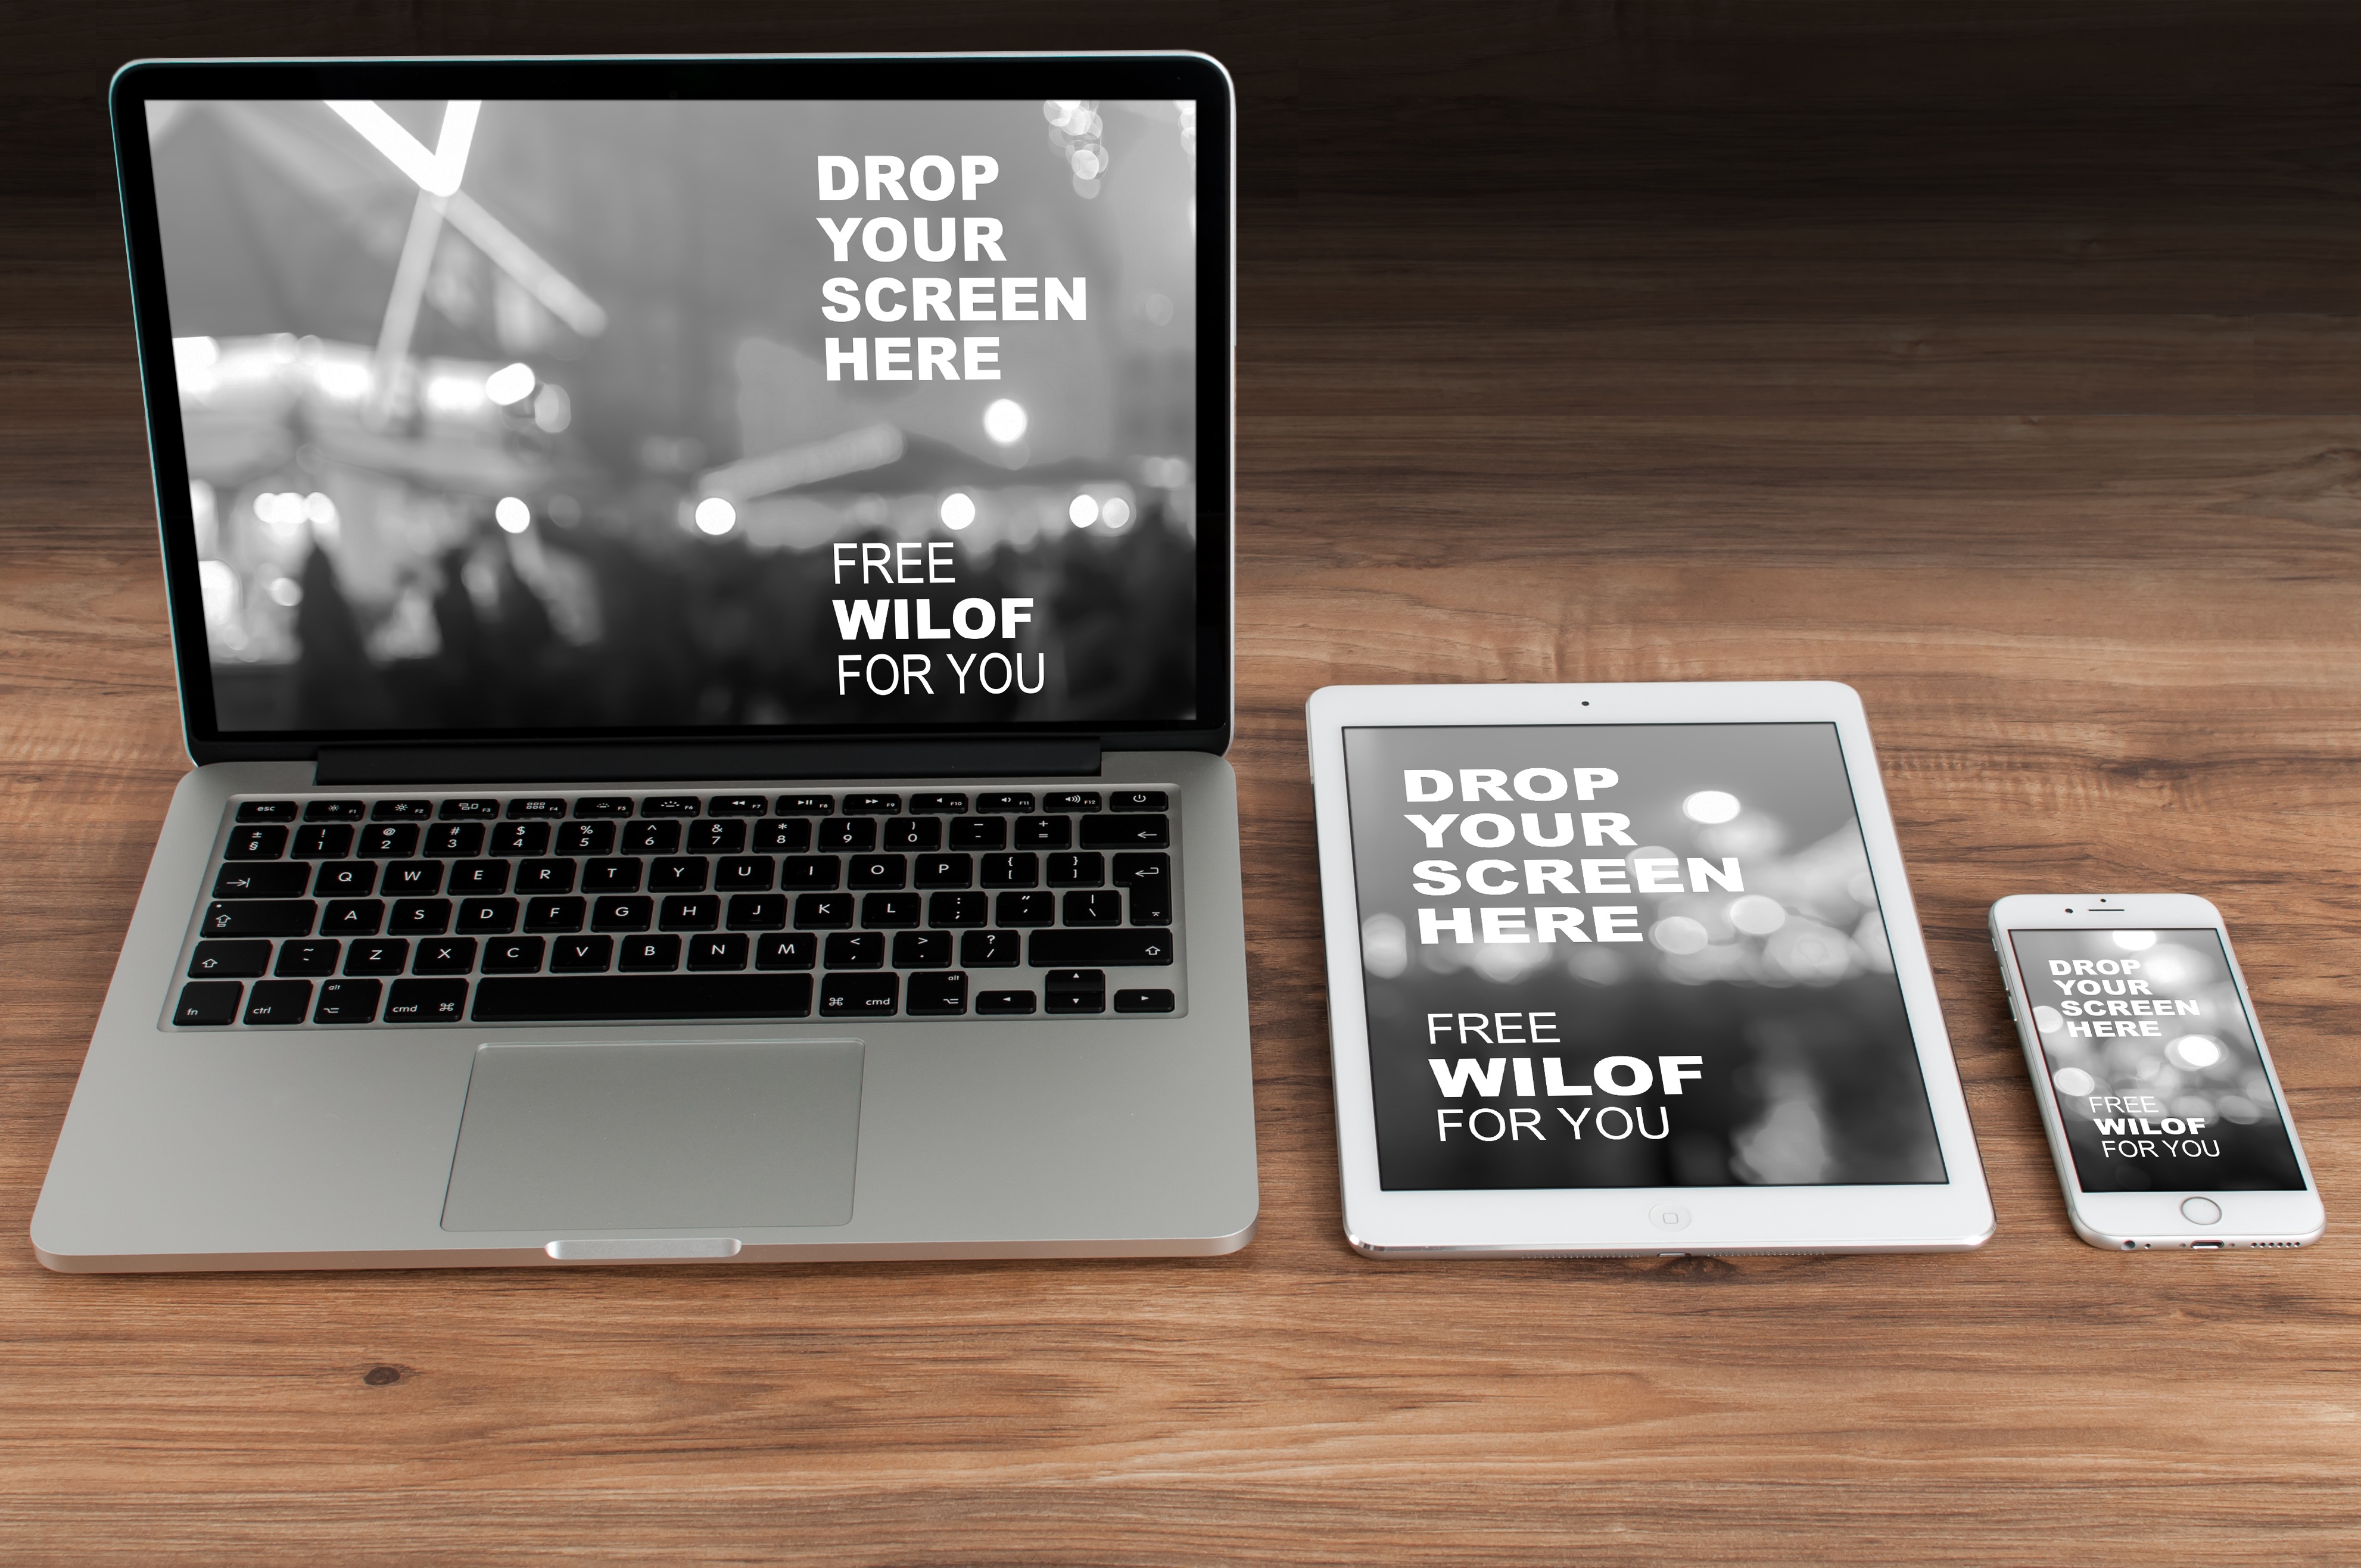 DROP
YOUR
SCREEN
HERE
FREE
WILOF
FOR YOU
esc F1 F2 F3 F4 F5 F6 F7 F8 F9 F10 F11 F12
± ! @ # $ % ^ & * ( ) _ +
§ 1 2 3 4 5 6 7 8 9 0 - =
Q W E R T Y U I O P { }
[ ]
A S D F G H J K L : " |
; ' \
~ Z X C V B N M < > ?
` , . /
alt alt
fn ctrl cmd ⌘ ⌘ cmd
DROP
YOUR
SCREEN
HERE
FREE
WILOF
FOR YOU
DROP
YOUR
SCREEN
HERE
FREE
WILOF
FOR YOU